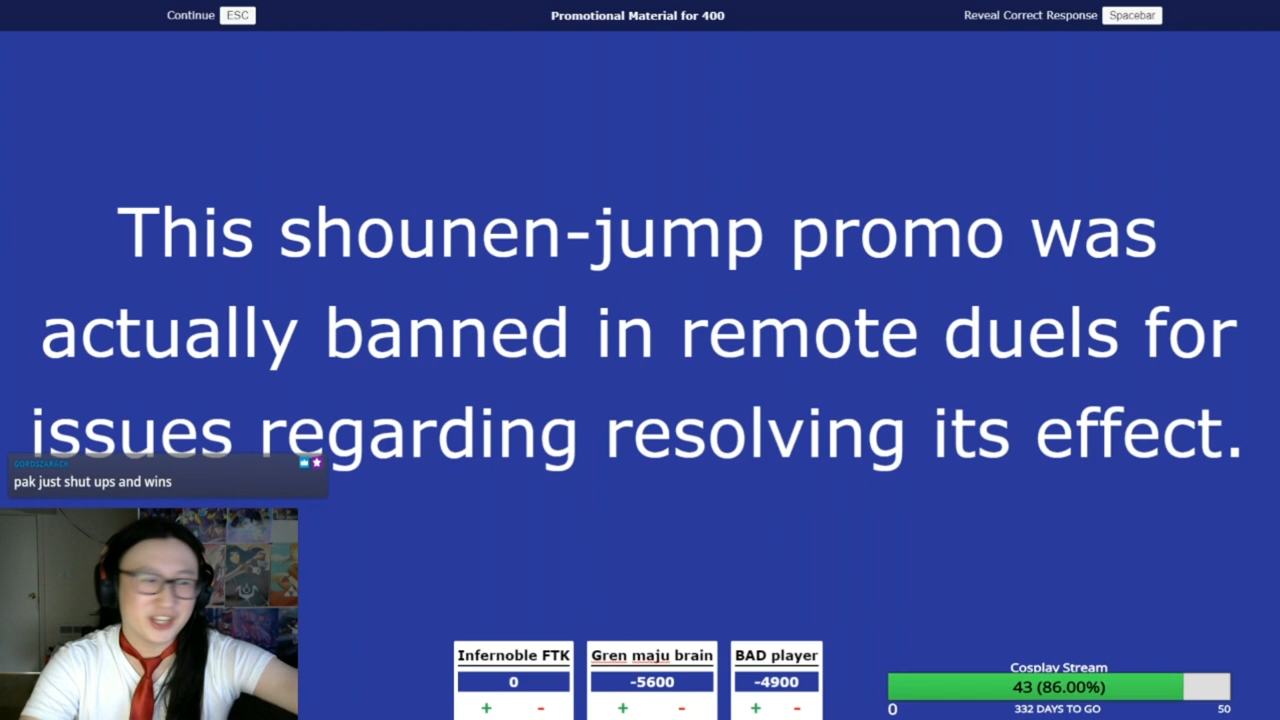 Continue ESC
Promotional Material for 400
Reveal Correct Response Spacebar
This shounen-jump promo was
actually banned in remote duels for
issues regarding resolving its effect.
GORDSZARACH
pak just shut ups and wins
Infernoble FTK
0
+ -
Gren maju brain
-5600
+ -
BAD player
-4900
+ -
Cosplay Stream
43 (86.00%)
0 332 DAYS TO GO 50